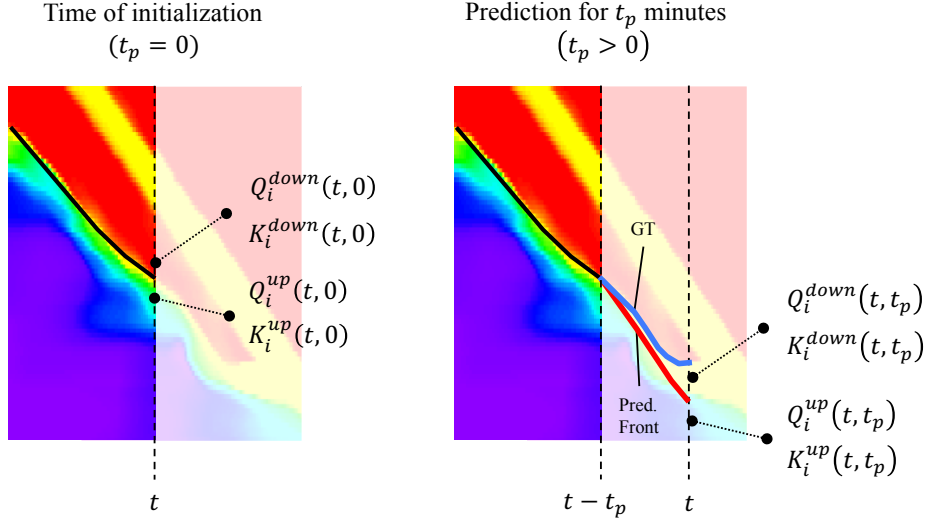 Time of initialization
(t_p = 0)
Q_i^{down}(t, 0)
K_i^{down}(t, 0)
Q_i^{up}(t, 0)
K_i^{up}(t, 0)
t
Prediction for t_p minutes
(t_p > 0)
GT
Pred.
Front
Q_i^{down}(t, t_p)
K_i^{down}(t, t_p)
Q_i^{up}(t, t_p)
K_i^{up}(t, t_p)
t − t_p
t